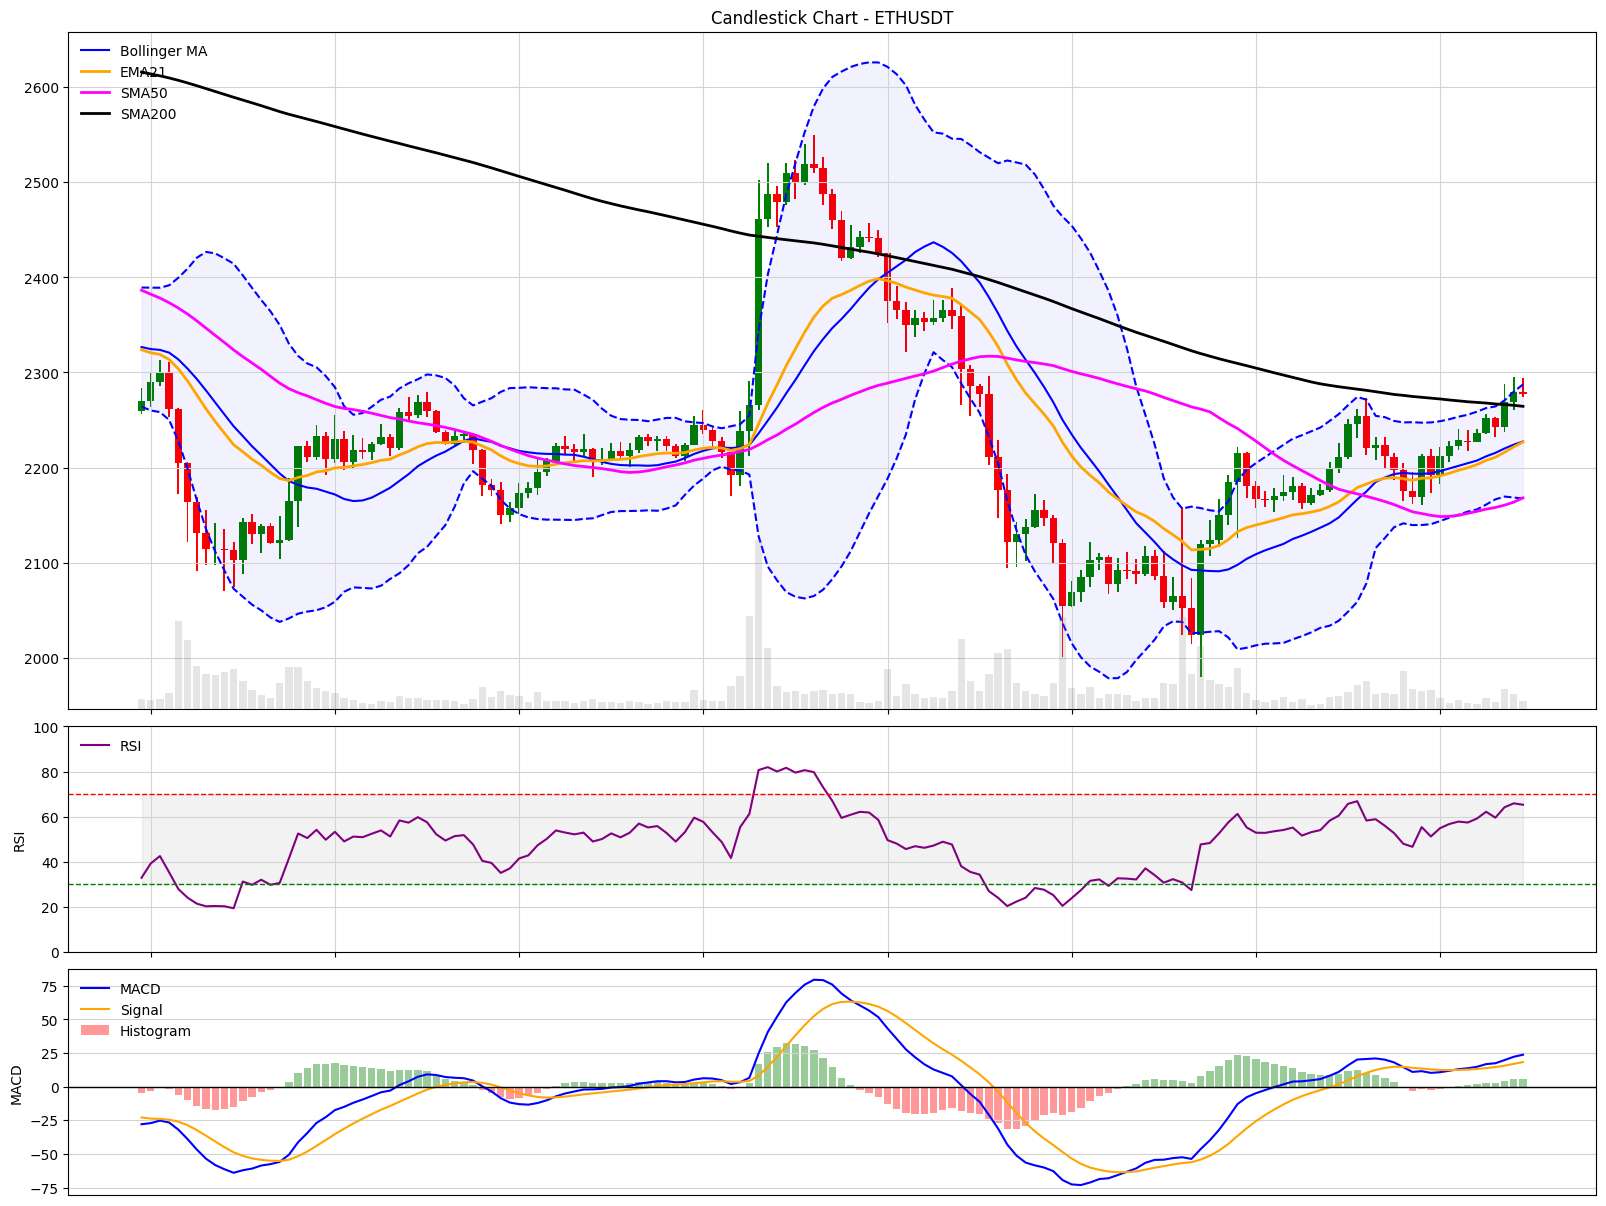 Candlestick Chart - ETHUSDT
Bollinger MA
EMA21
SMA50
SMA200
2600
2500
2400
2300
2200
2100
2000
RSI
100
80
60
40
20
0
RSI
MACD
Signal
Histogram
75
50
25
0
−25
−50
−75
MACD